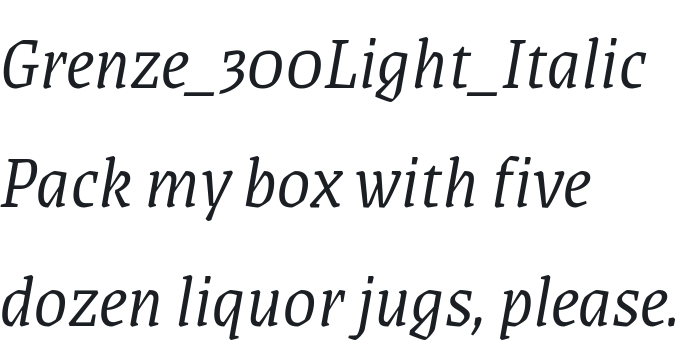 Grenze_300Light_Italic
Pack my box with five
dozen liquor jugs, please.